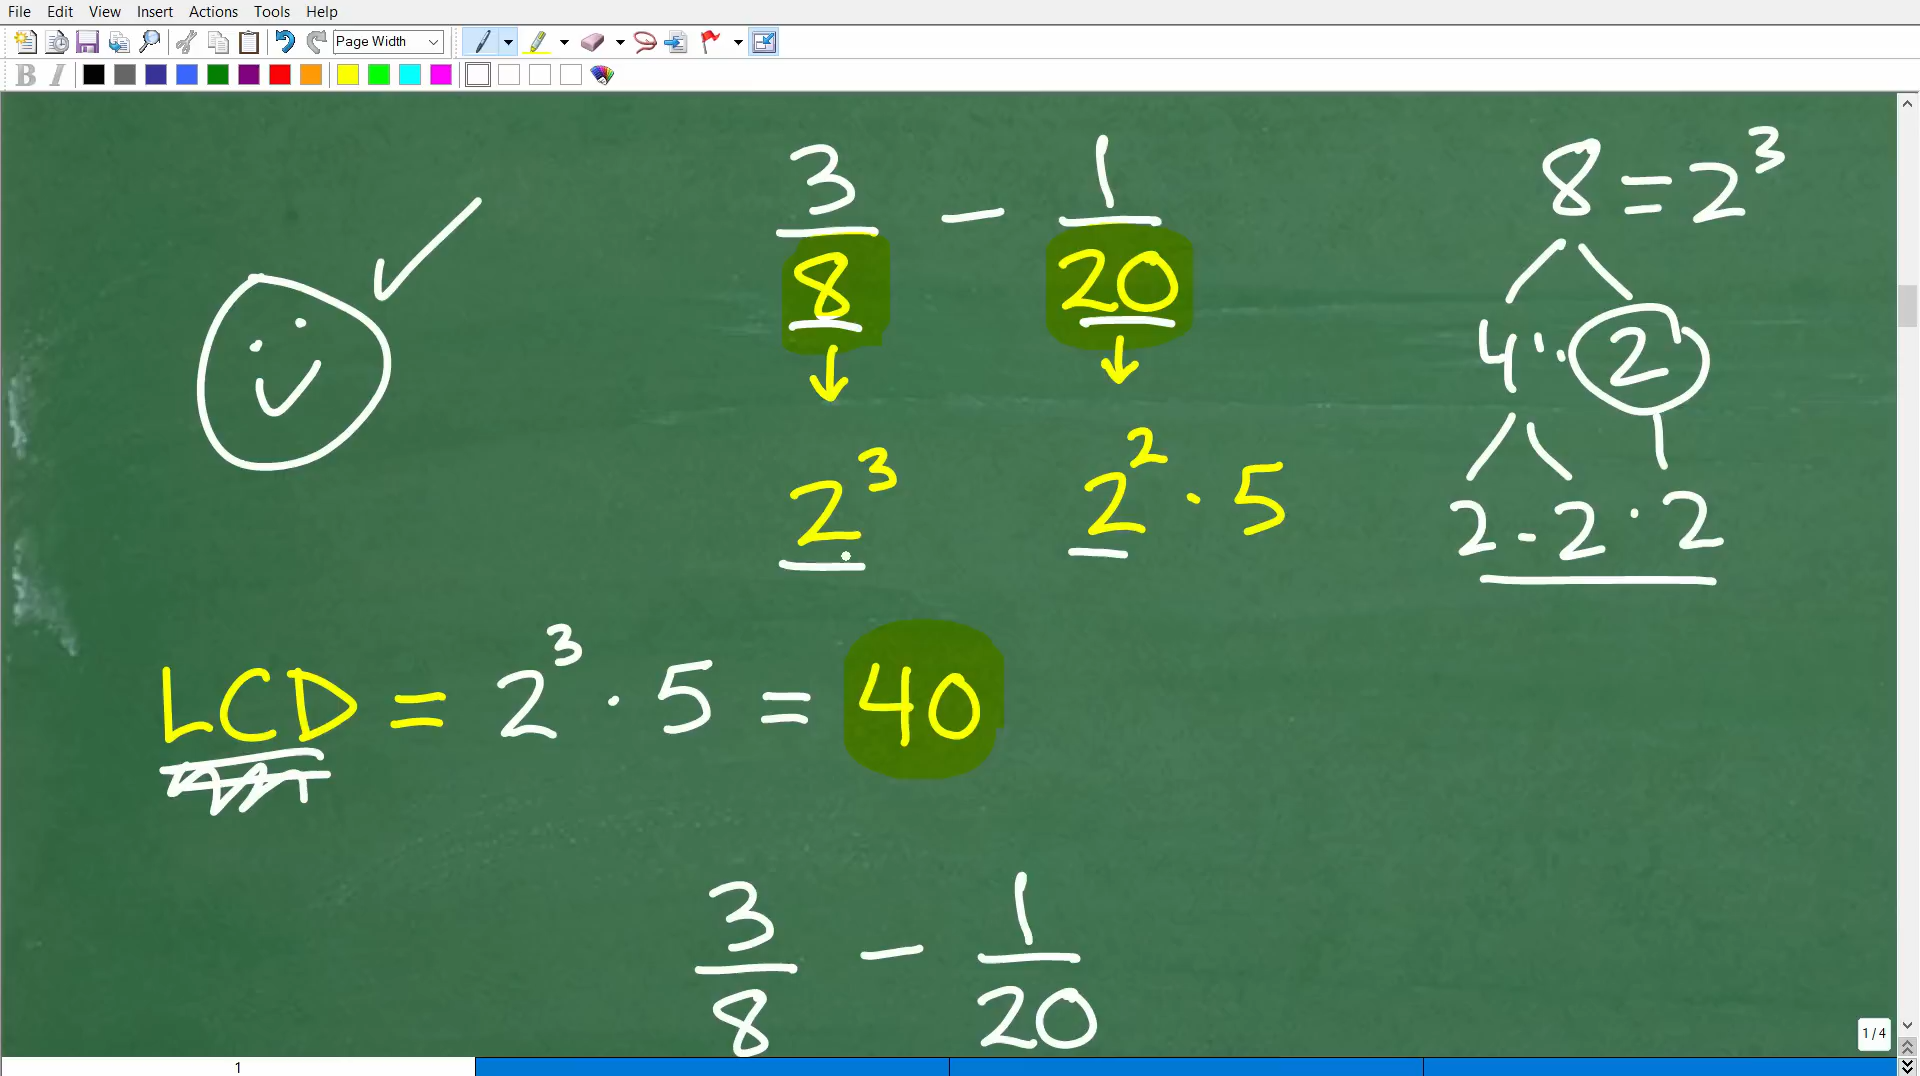 File Edit View Insert Actions Tools Help
Page Width
B I
3/8 − 1/20
8 = 2³
4 · 2
2³ 2² · 5
2 · 2 · 2
LCD = 2³ · 5 = 40
3/8 − 1/20
1/4
1